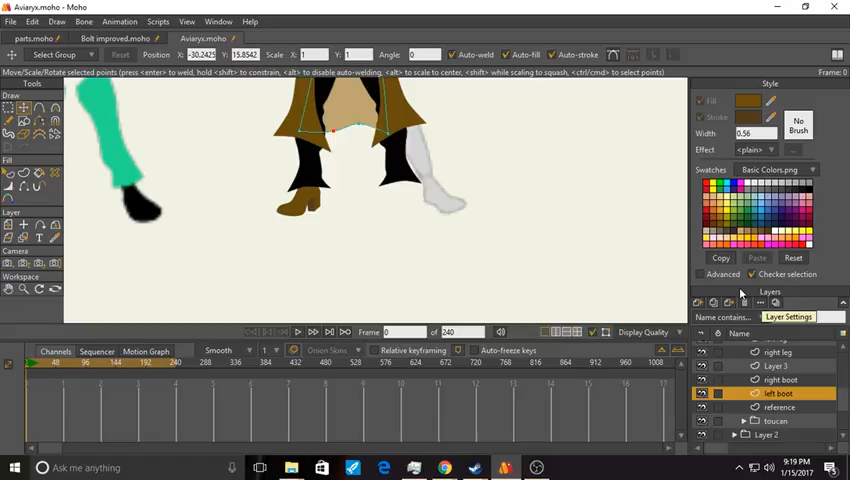 Aviaryx.moho - Moho
File Edit Draw Bones Animation Scripts View Window Help
parts.moho Bolt improved.moho Aviaryx.moho
Select Group Position X: -30.2425 Y: 15.8542 Scale X: 1 Y: 1 Angle: 0 Auto-weld Auto-fill Auto-stroke
Move/Scale/Rotate selected points (press <enter> to weld, hold <shift> to constrain, <alt> to disable auto-welding, <alt> to scale to center, <shift> while scaling to squash, <ctrl/cmd> to select points) Frame: 0
Tools
Draw
Fill
Layer
Camera
Workspace
Style
Fill
Stroke
No Brush
Width 0.56
Effect <plain> ...
Swatches Basic Colors.png
Copy Paste Reset
Advanced Checker selection
Layers
Name contains...
Layer Settings
Name
right leg
Layer 3
right boot
left boot
reference
toucan
Layer 2
Frame 0 of 240 Display Quality
Channels Sequencer Motion Graph Smooth 1 Onion Skins Relative keyframing Auto-freeze keys
48 96 144 192 240 288 336 384 432 480 528 576 624 672 720 768 816 864 912 960 1008
1 2 3 4 5 6 7 8 9 10 11 12 13 14 15 16 17
Ask me anything
9:19 PM
1/15/2017